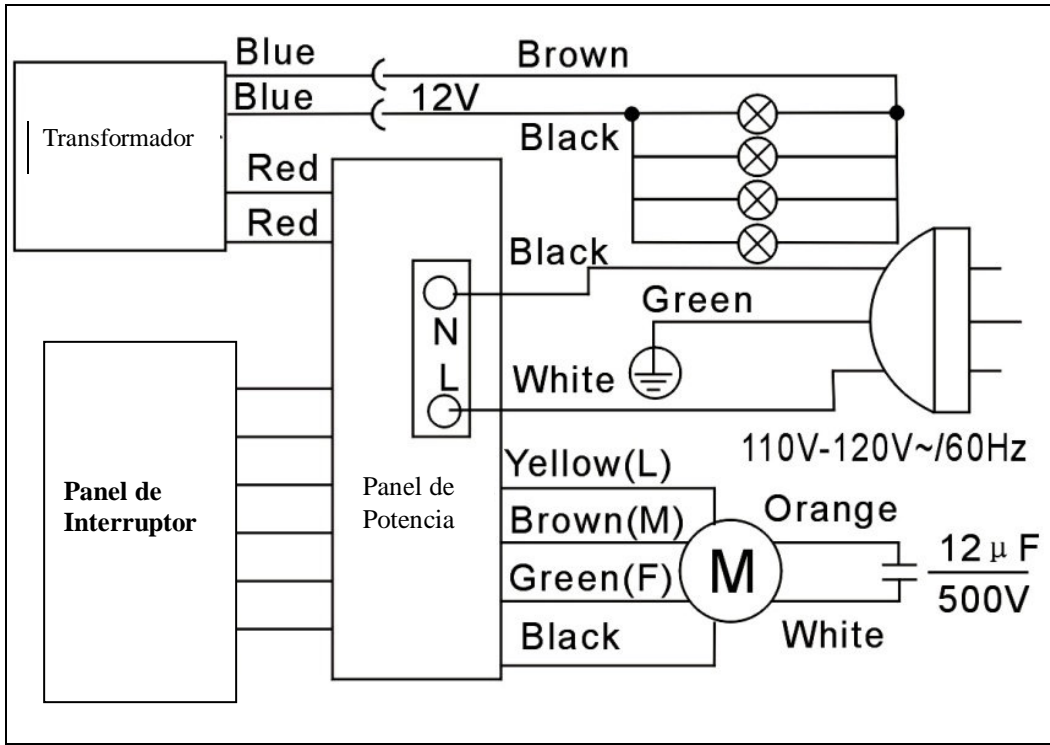 Blue
Brown
Blue
12V
Black
Transformador
Red
Red
Black
Green
N
L
White
110V-120V~/60Hz
Panel de
Interruptor
Panel de
Potencia
Yellow(L)
Brown(M)
Green(F)
Black
M
Orange
White
12 μ F
500V